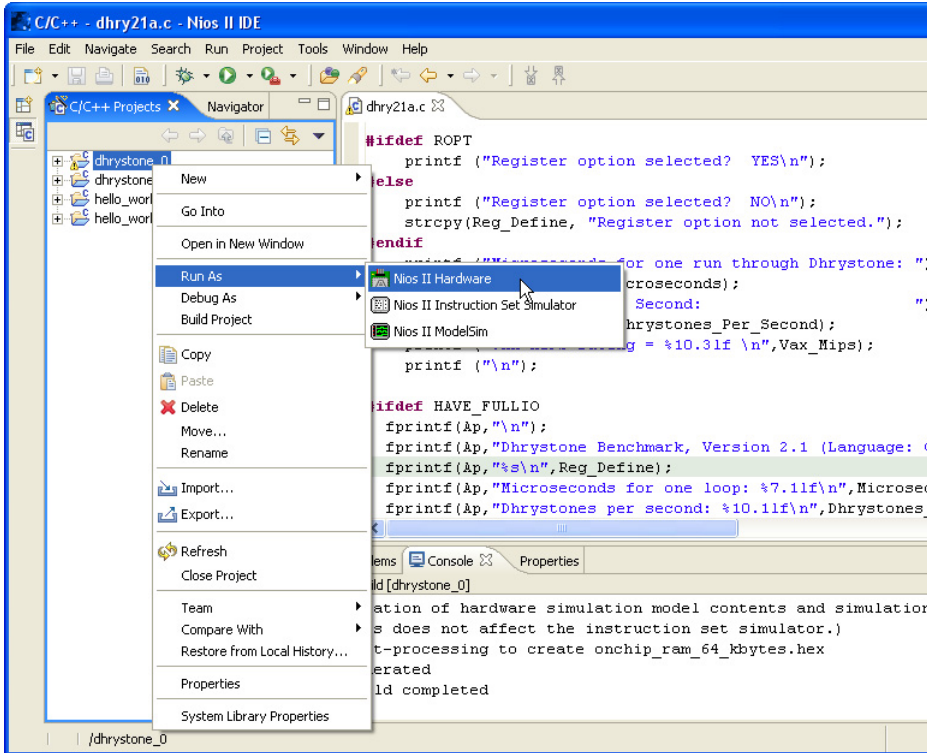 C/C++ - dhry21a.c - Nios II IDE
File Edit Navigate Search Run Project Tools Window Help
C/C++ Projects Navigator
dhry21a.c
dhrystone_0
dhrystone
hello_worl
hello_worl
New
Go Into
Open in New Window
Run As
Debug As
Build Project
Copy
Paste
Delete
Move...
Rename
Import...
Export...
Refresh
Close Project
Team
Compare With
Restore from Local History...
Properties
System Library Properties
Nios II Hardware
Nios II Instruction Set Simulator
Nios II ModelSim
#ifdef ROPT
printf ("Register option selected?  YES\n");
#else
printf ("Register option selected?  NO\n");
strcpy(Reg_Define, "Register option not selected.");
#endif
for one run through Dhrystone: "
croseconds);
Second: "
hrystones_Per_Second);
= %10.3lf \n",Vax_Mips);
printf ("\n");
#ifdef HAVE_FULLIO
fprintf(Ap,"\n");
fprintf(Ap,"Dhrystone Benchmark, Version 2.1 (Language:
fprintf(Ap,"%s\n",Reg_Define);
fprintf(Ap,"Microseconds for one loop: %7.1lf\n",Microse
fprintf(Ap,"Dhrystones per second: %10.1lf\n",Dhrystones_
lems Console Properties
ild [dhrystone_0]
ation of hardware simulation model contents and simulation
s does not affect the instruction set simulator.)
t-processing to create onchip_ram_64_kbytes.hex
erated
ld completed
/dhrystone_0